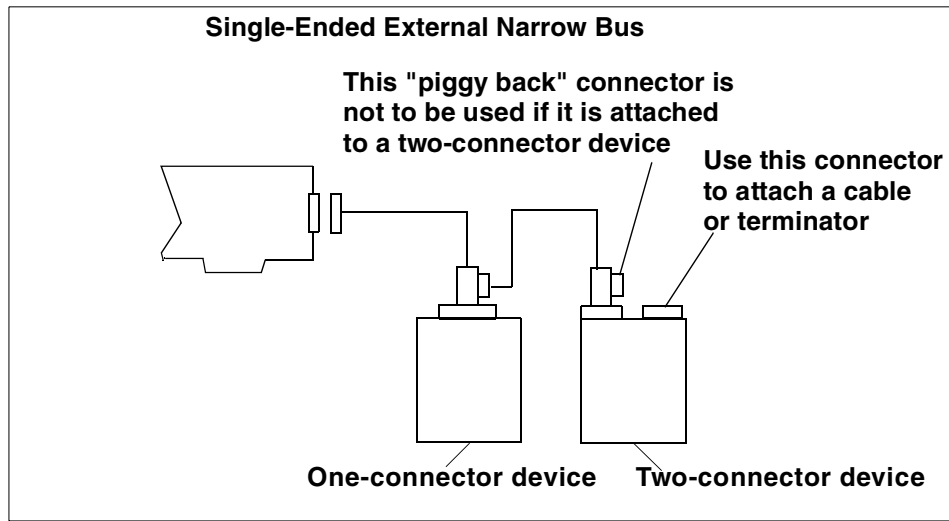 Single-Ended External Narrow Bus
This "piggy back" connector is
not to be used if it is attached
to a two-connector device
Use this connector
to attach a cable
or terminator
One-connector device
Two-connector device